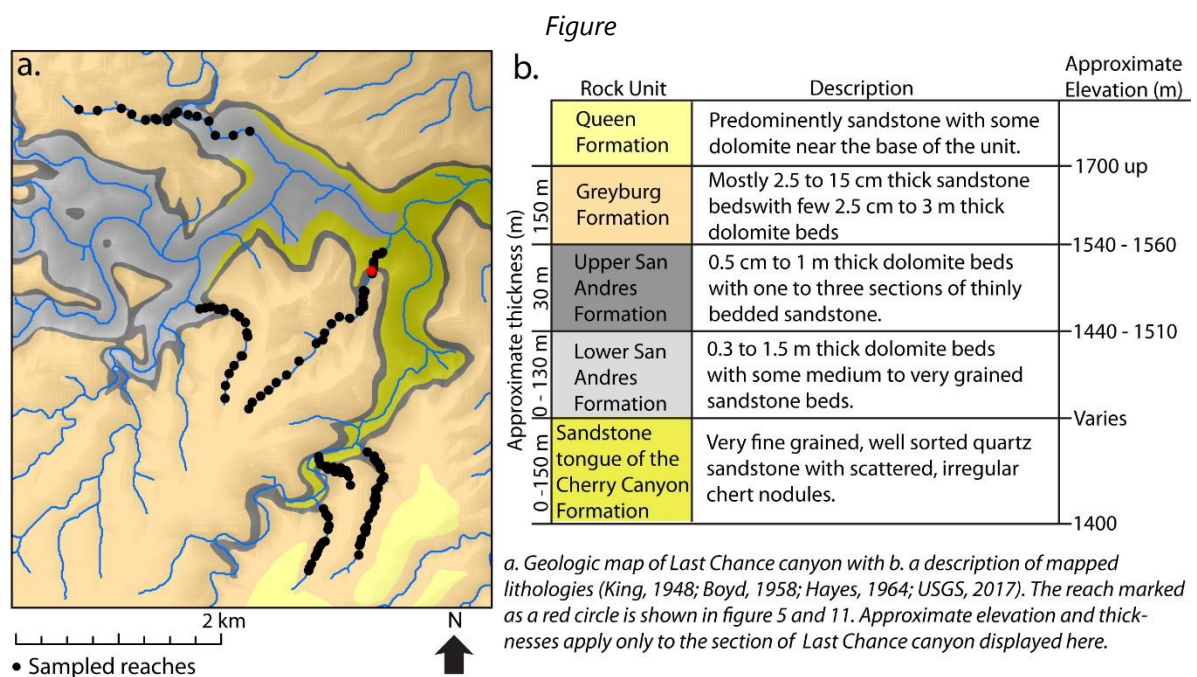 Figure
a.
2 km
N
• Sampled reaches
b.
Rock Unit
Description
Approximate
Elevation (m)
Approximate thickness (m)
Queen
Formation
Predominently sandstone with some
dolomite near the base of the unit.
1700 up
150 m
Greyburg
Formation
Mostly 2.5 to 15 cm thick sandstone
bedswith few 2.5 cm to 3 m thick
dolomite beds
1540 - 1560
30 m
Upper San
Andres
Formation
0.5 cm to 1 m thick dolomite beds
with one to three sections of thinly
bedded sandstone.
1440 - 1510
0 - 130 m
Lower San
Andres
Formation
0.3 to 1.5 m thick dolomite beds
with some medium to very grained
sandstone beds.
Varies
0 -150 m
Sandstone
tongue of the
Cherry Canyon
Formation
Very fine grained, well sorted quartz
sandstone with scattered, irregular
chert nodules.
1400
a. Geologic map of Last Chance canyon with b. a description of mapped
lithologies (King, 1948; Boyd, 1958; Hayes, 1964; USGS, 2017). The reach marked
as a red circle is shown in figure 5 and 11. Approximate elevation and thick-
nesses apply only to the section of Last Chance canyon displayed here.